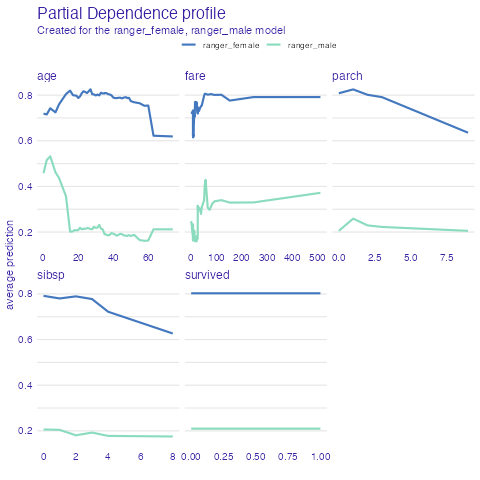 Partial Dependence profile
Created for the ranger_female, ranger_male model
ranger_female ranger_male
age fare parch
0.8
0.6
0.4
0.2
0 20 40 60 0 100 200 300 400 500 0.0 2.5 5.0 7.5
average prediction
sibsp survived
0.8
0.6
0.4
0.2
0 2 4 6 8 0.00 0.25 0.50 0.75 1.00